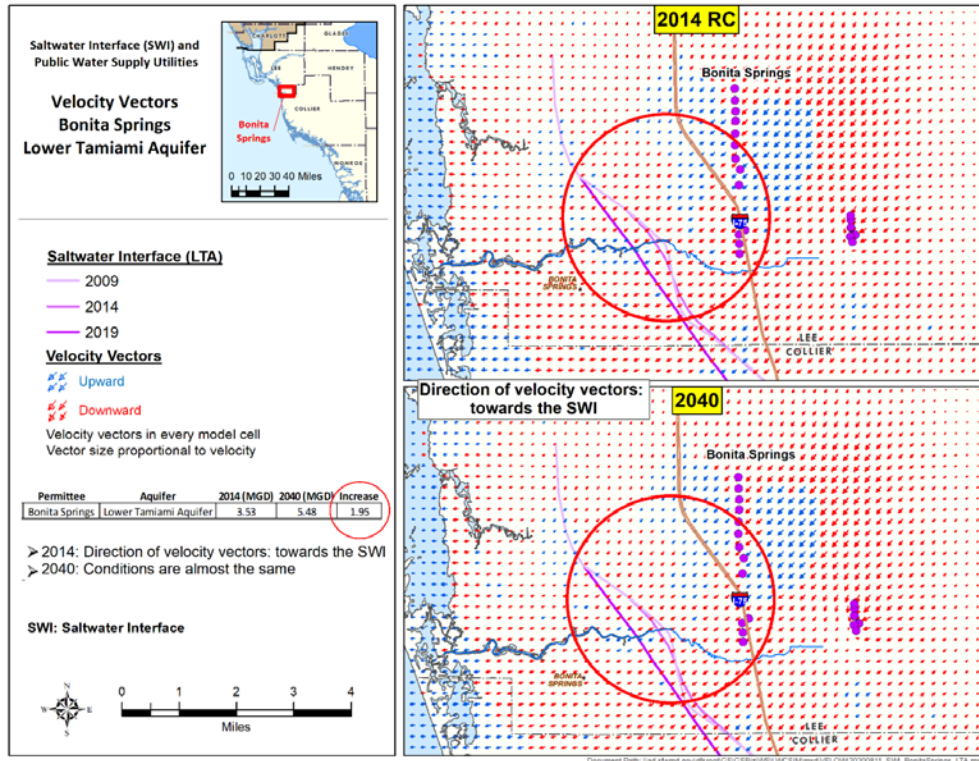 Saltwater Interface (SWI) and
Public Water Supply Utilities
Velocity Vectors
Bonita Springs
Lower Tamiami Aquifer
CHARLOTTE
GLADES
LEE
HENDRY
COLLIER
Bonita
Springs
MONROE
0 10 20 30 40 Miles
Saltwater Interface (LTA)
2009
2014
2019
Velocity Vectors
Upward
Downward
Velocity vectors in every model cell
Vector size proportional to velocity
Permittee Aquifer 2014 (MGD) 2040 (MGD) Increase
Bonita Springs Lower Tamiami Aquifer 3.53 5.48 1.95
➢ 2014: Direction of velocity vectors: towards the SWI
➢ 2040: Conditions are almost the same
SWI: Saltwater Interface
N
W E
S
0 1 2 3 4
Miles
2014 RC
Bonita Springs
BONITA
SPRINGS
LEE
COLLIER
Direction of velocity vectors:
towards the SWI
2040
Bonita Springs
BONITA
SPRINGS
LEE
COLLIER